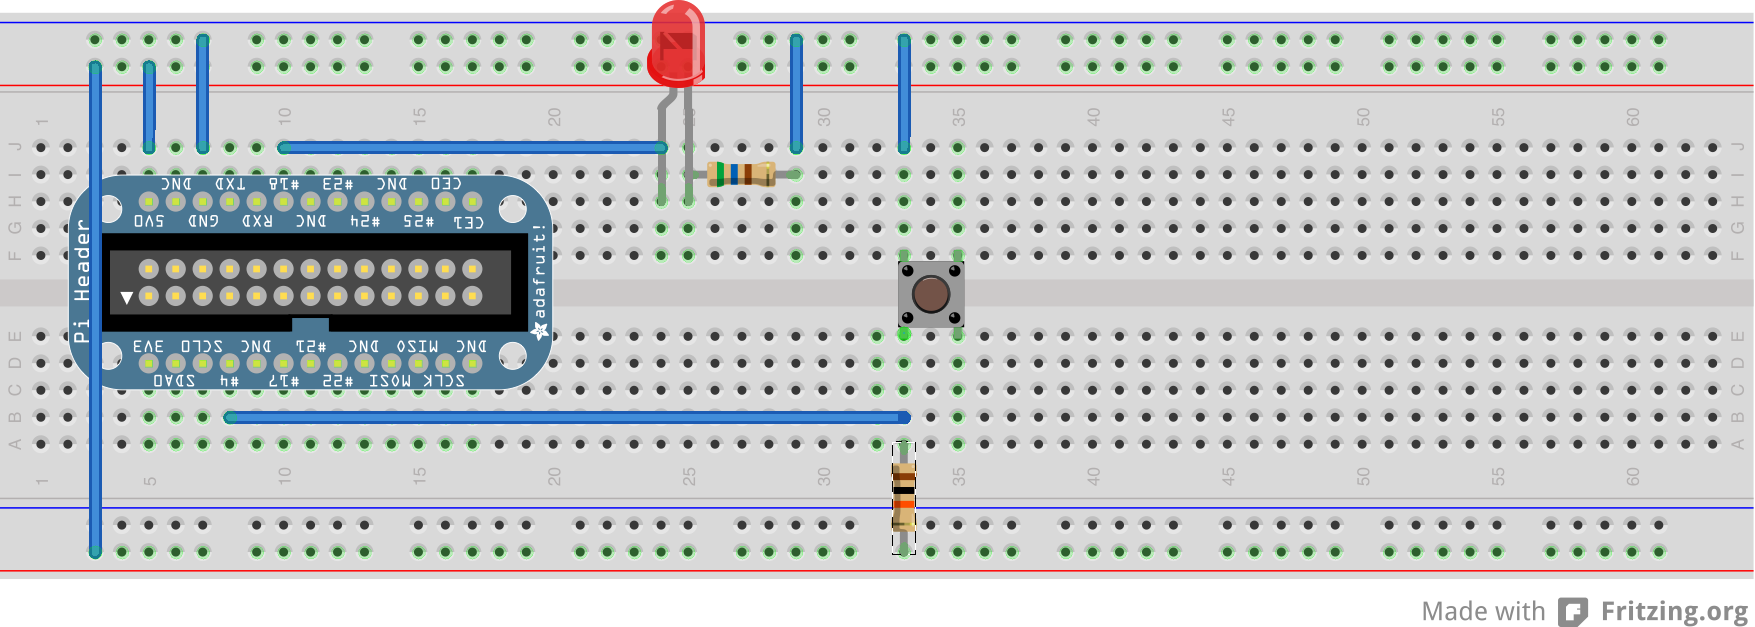 1 10 15 20 25 30 35 40 45 50 55 60
J J
I I
DNC TXD #18 #23 DNC CE0
H H
5V0 GND RXD DNC #24 #25 CE1
G G
F F
Pi Header
adafruit!
E E
3V3 SCL0 DNC #21 DNC MISO DNC
D D
SDA0 #4 #17 #22 MOSI SCLK
C C
B B
A A
1 5 10 15 20 25 30 35 40 45 50 55 60
Made with Fritzing.org